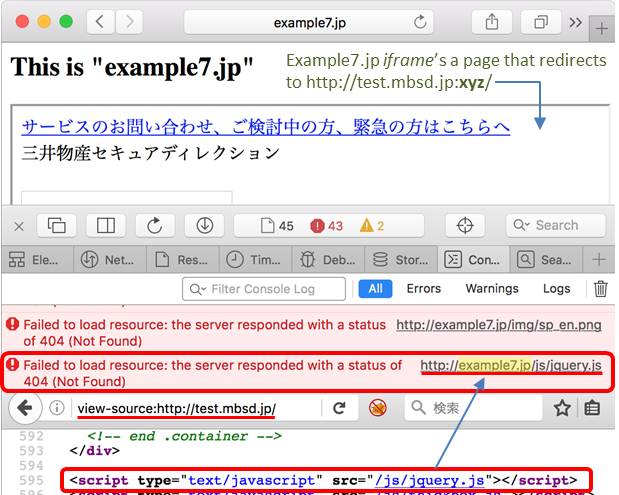 example7.jp
This is "example7.jp"
Example7.jp iframe's a page that redirects
to http://test.mbsd.jp:xyz/
サービスのお問い合わせ、ご検討中の方、緊急の方はこちらへ
三井物産セキュアディレクション
45 43 2 Search
Ele... Net... Res... Tim... Deb... Stor... Con... Sea...
Filter Console Log All Errors Warnings Logs
Failed to load resource: the server responded with a status http://example7.jp/img/sp_en.png
of 404 (Not Found)
Failed to load resource: the server responded with a status of http://example7.jp/js/jquery.js
404 (Not Found)
view-source:http://test.mbsd.jp/ 検索
592 <!-- end .container -->
593 </div>
594
595 <script type="text/javascript" src="/js/jquery.js"></script>